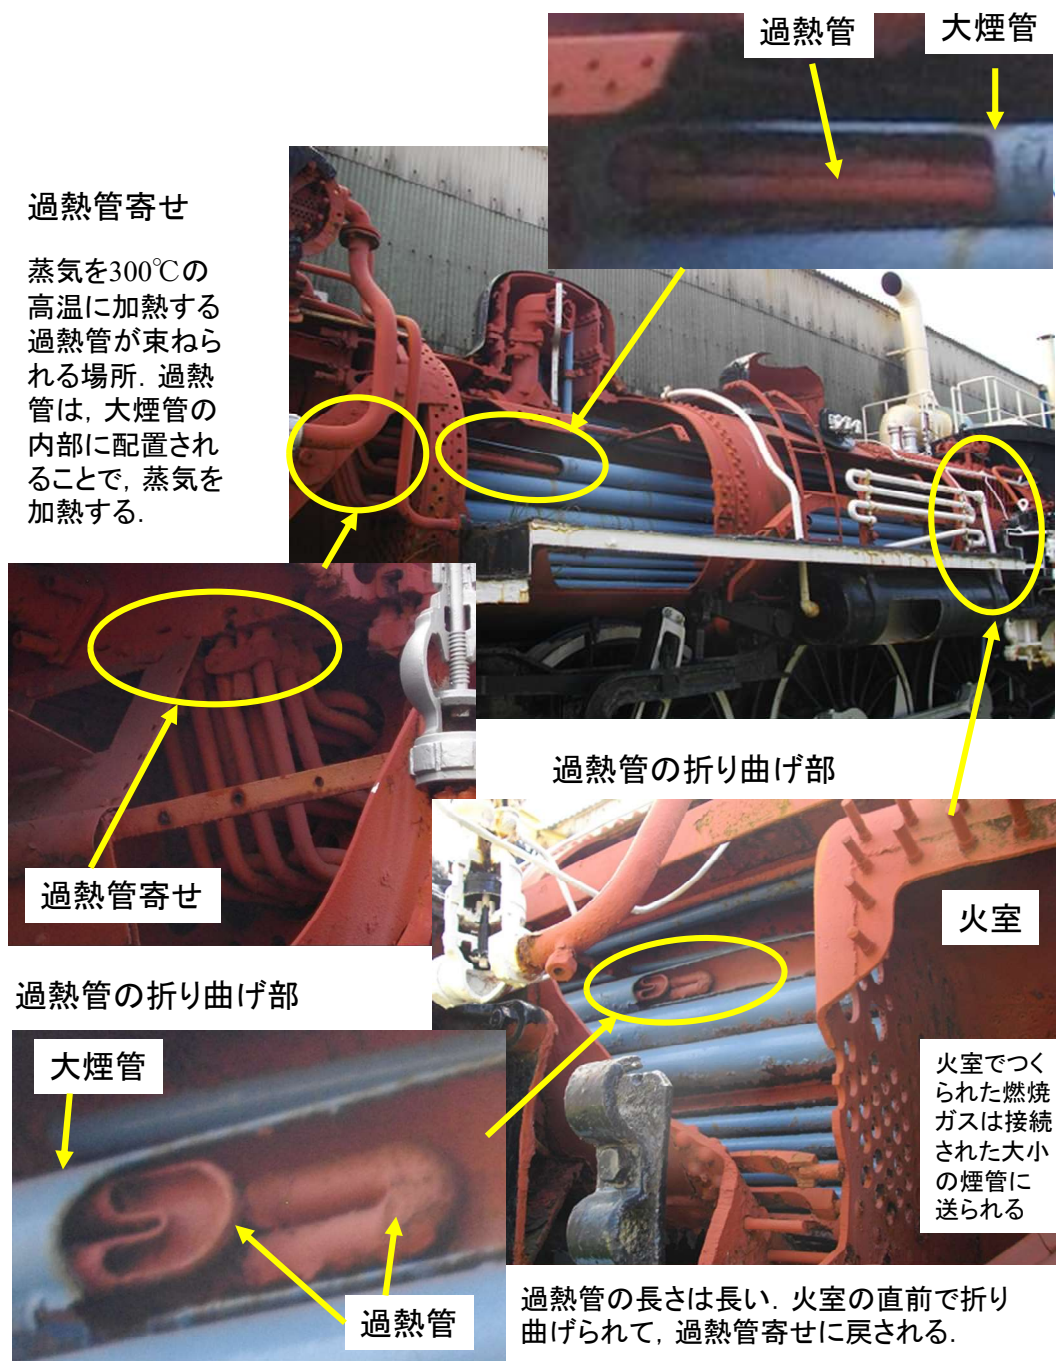 過熱管
大煙管
過熱管寄せ
蒸気を300℃の
高温に加熱する
過熱管が束ねら
れる場所．過熱
管は，大煙管の
内部に配置され
ることで，蒸気を
加熱する．
過熱管の折り曲げ部
過熱管寄せ
火室
過熱管の折り曲げ部
大煙管
火室でつく
られた燃焼
ガスは接続
された大小
の煙管に
送られる
過熱管
過熱管の長さは長い．火室の直前で折り
曲げられて，過熱管寄せに戻される．